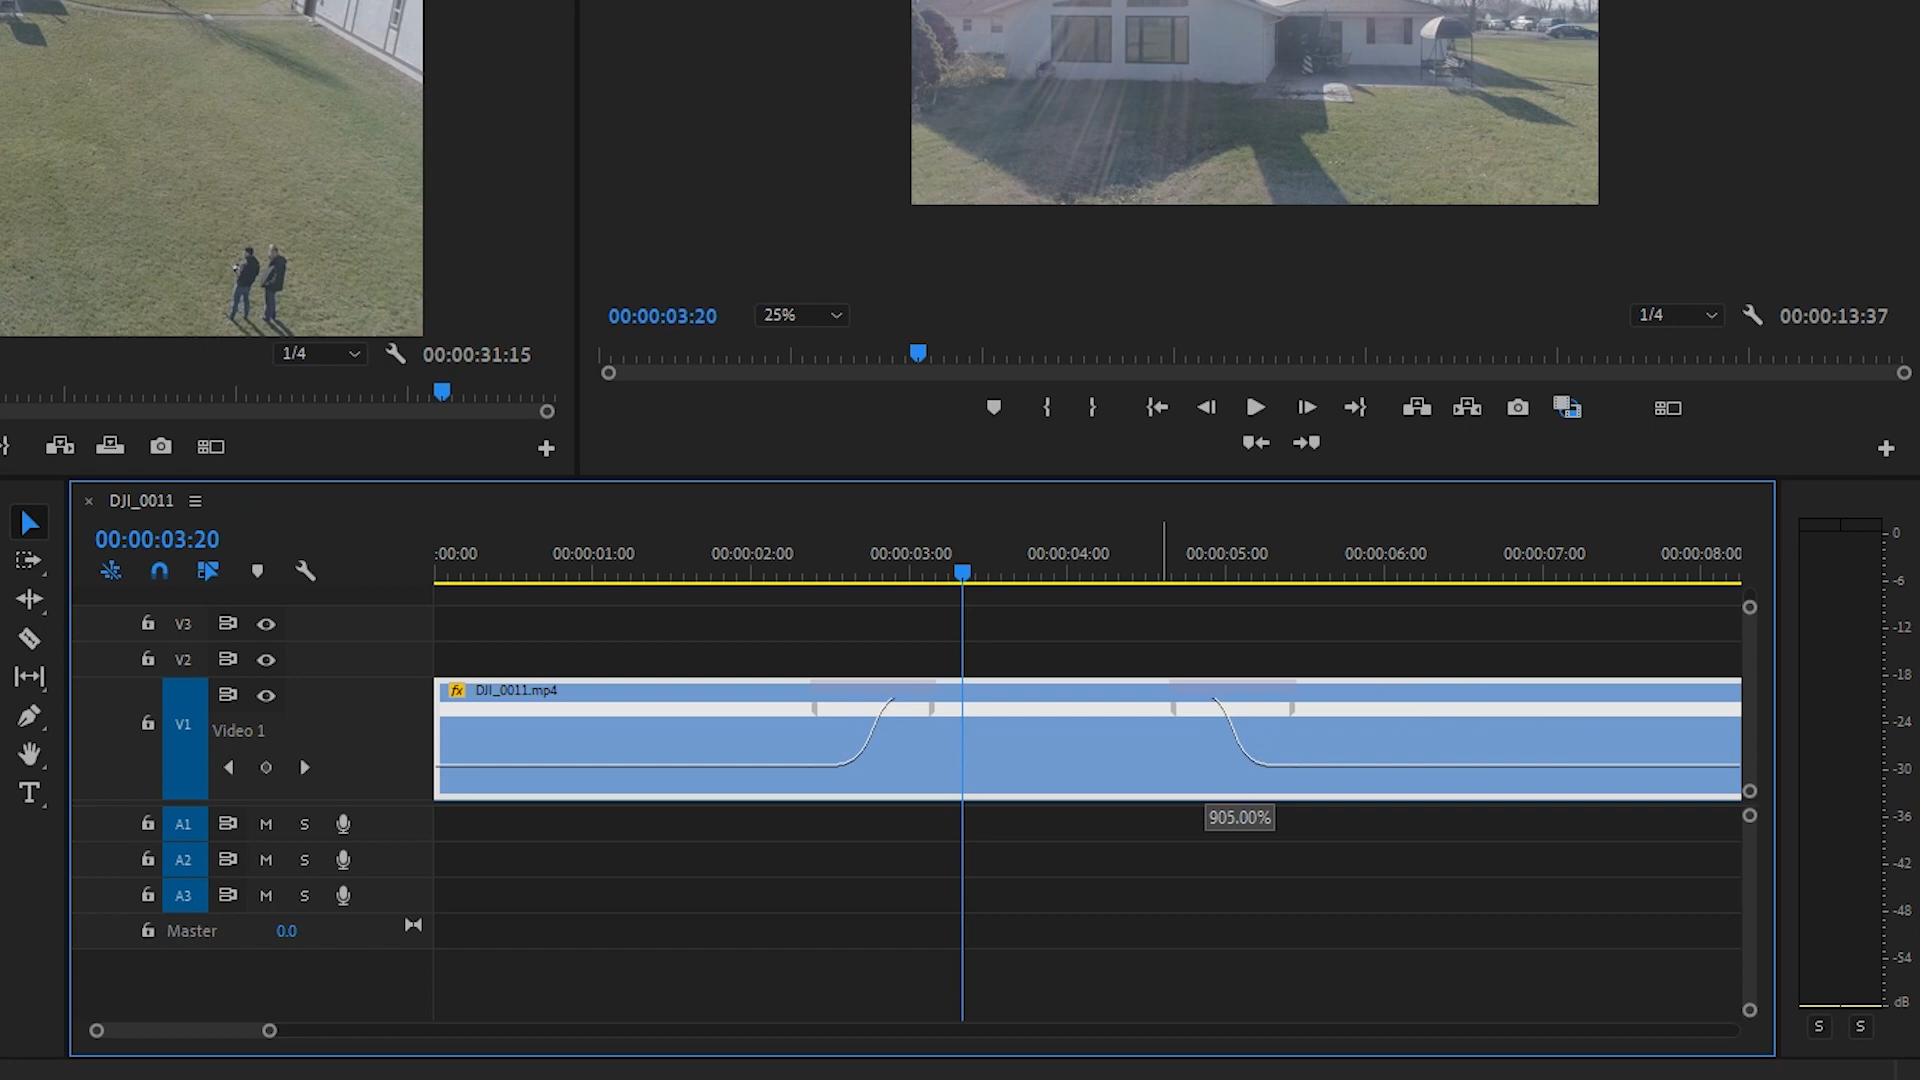 00:00:03:20
25%
1/4
00:00:13:37
1/4
00:00:31:15
DJI_0011
00:00:03:20
:00:00
00:00:01:00
00:00:02:00
00:00:03:00
00:00:04:00
00:00:05:00
00:00:06:00
00:00:07:00
00:00:08:00
V3
V2
DJI_0011.mp4
V1
Video 1
A1 M S
905.00%
A2 M S
A3 M S
Master 0.0
0
-6
-12
-18
-24
-30
-36
-42
-48
-54
dB
S S